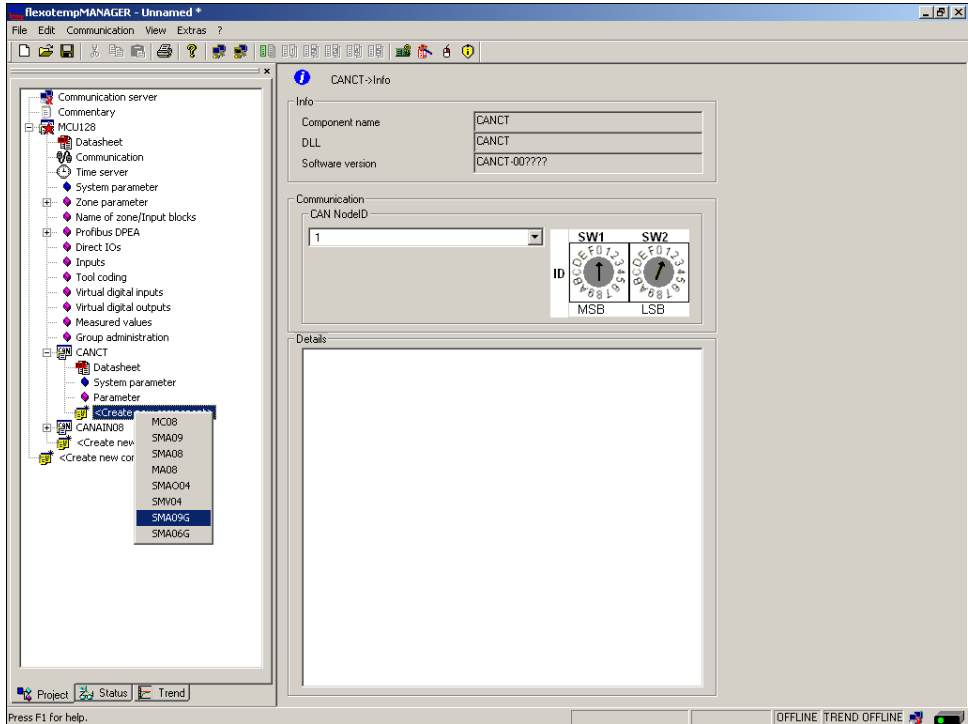 flexotempMANAGER - Unnamed *
File Edit Communication View Extras ?
CANCT->Info
Communication server
Commentary
MCU128
Datasheet
Communication
Time server
System parameter
Zone parameter
Name of zone/Input blocks
Profibus DPEA
Direct IOs
Inputs
Tool coding
Virtual digital inputs
Virtual digital outputs
Measured values
Group administration
CANCT
Datasheet
System parameter
Parameter
<Create new component>
CANAIN08
<Create new
<Create new cor
MC08
SMA09
SMA08
MA08
SMAO04
SMV04
SMA09G
SMA06G
Info
Component name CANCT
DLL CANCT
Software version CANCT-00????
Communication
CAN NodeID
1
SW1 SW2
ID
MSB LSB
Details
Project Status Trend
Press F1 for help.
OFFLINE TREND OFFLINE